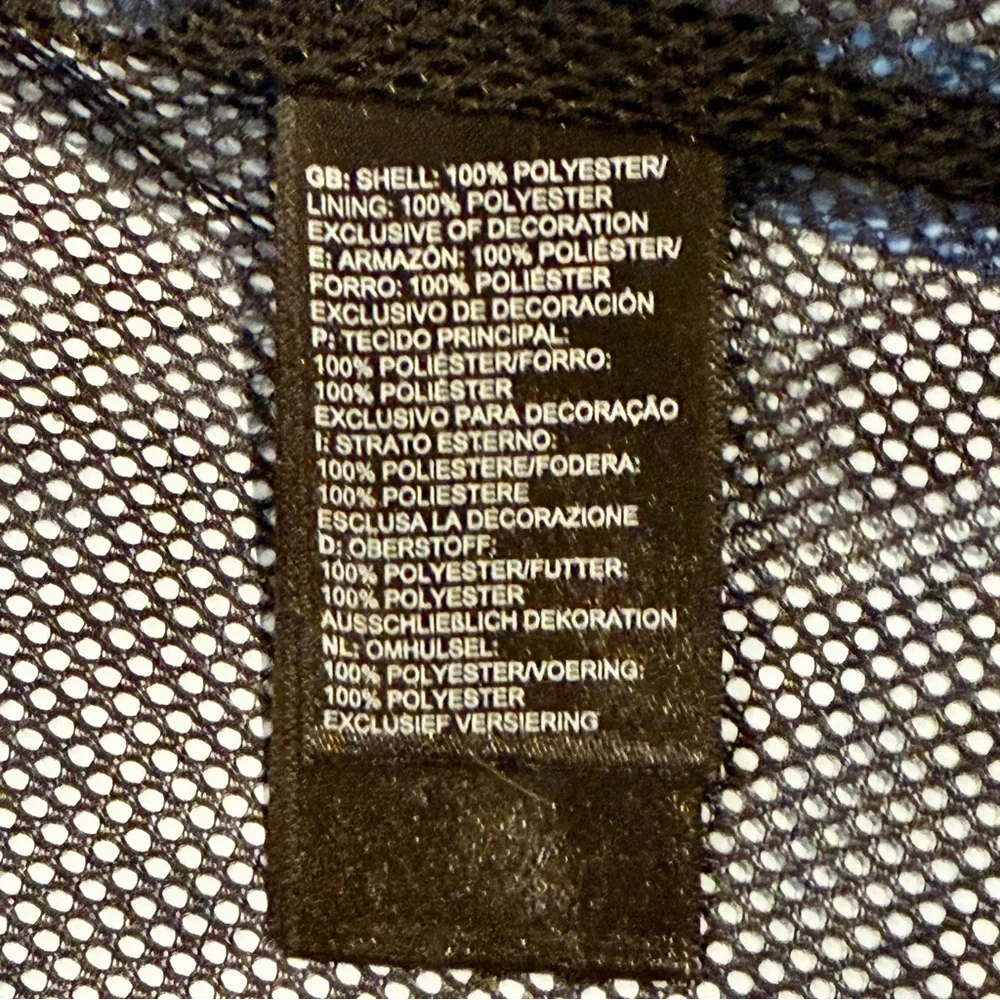 GB: SHELL: 100% POLYESTER/
LINING: 100% POLYESTER
EXCLUSIVE OF DECORATION
E: ARMAZÓN: 100% POLIÉSTER/
FORRO: 100% POLIÉSTER
EXCLUSIVO DE DECORACIÓN
P: TECIDO PRINCIPAL:
100% POLIÉSTER/FORRO:
100% POLIÉSTER
EXCLUSIVO PARA DECORAÇÃO
I: STRATO ESTERNO:
100% POLIESTERE/FODERA:
100% POLIESTERE
ESCLUSA LA DECORAZIONE
D: OBERSTOFF:
100% POLYESTER/FUTTER:
100% POLYESTER
AUSSCHLIEßLICH DEKORATION
NL: OMHULSEL:
100% POLYESTER/VOERING:
100% POLYESTER
EXCLUSIEF VERSIERING